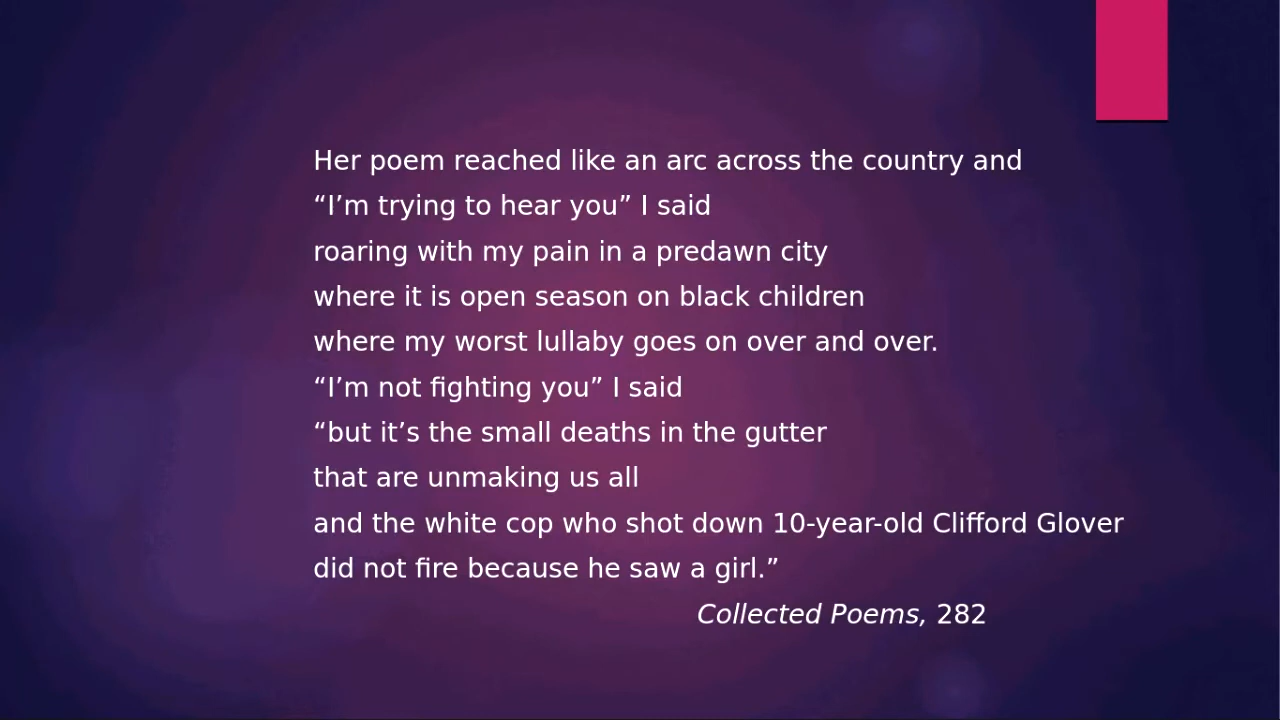 Her poem reached like an arc across the country and
“I’m trying to hear you” I said
roaring with my pain in a predawn city
where it is open season on black children
where my worst lullaby goes on over and over.
“I’m not fighting you” I said
“but it’s the small deaths in the gutter
that are unmaking us all
and the white cop who shot down 10-year-old Clifford Glover
did not fire because he saw a girl.”
Collected Poems, 282